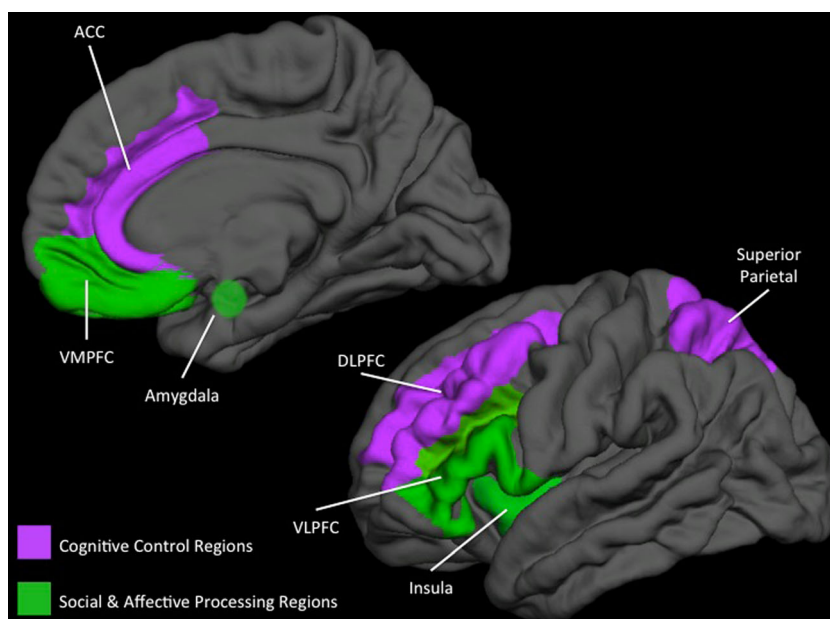 ACC
VMPFC
Amygdala
Superior
Parietal
DLPFC
VLPFC
Insula
Cognitive Control Regions
Social & Affective Processing Regions